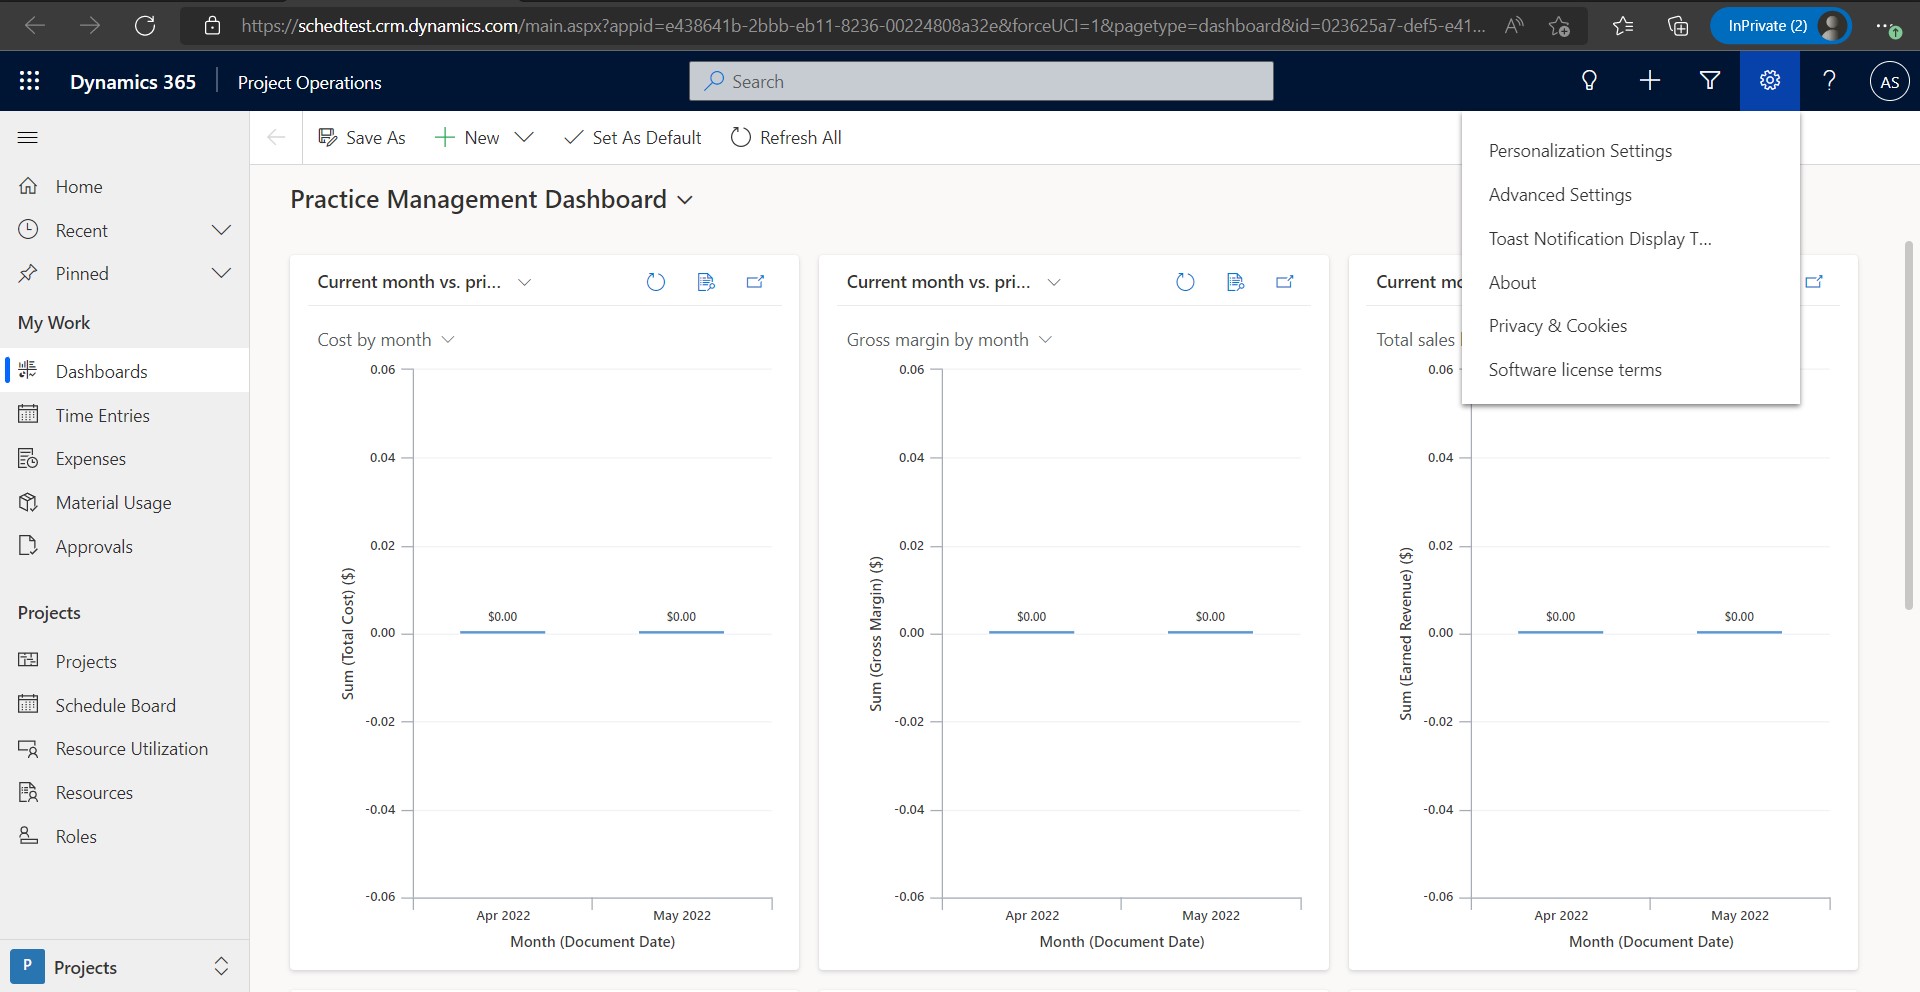 https://schedtest.crm.dynamics.com/main.aspx?appid=e438641b-2bbb-eb11-8236-00224808a32e&forceUCI=1&pagetype=dashboard&id=023625a7-def5-e41...
InPrivate (2)
Dynamics 365
Project Operations
Search
?
AS
Save As
New
Set As Default
Refresh All
Personalization Settings
Advanced Settings
Toast Notification Display T...
About
Privacy & Cookies
Software license terms
Home
Recent
Pinned
My Work
Dashboards
Time Entries
Expenses
Material Usage
Approvals
Projects
Projects
Schedule Board
Resource Utilization
Resources
Roles
P
Projects
Practice Management Dashboard
Current month vs. pri...
Cost by month
0.06
0.04
0.02
0.00
-0.02
-0.04
-0.06
Sum (Total Cost) ($)
$0.00
$0.00
Apr 2022
May 2022
Month (Document Date)
Current month vs. pri...
Gross margin by month
0.06
0.04
0.02
0.00
-0.02
-0.04
-0.06
Sum (Gross Margin) ($)
$0.00
$0.00
Apr 2022
May 2022
Month (Document Date)
Current
Total sales
0.06
0.04
0.02
0.00
-0.02
-0.04
-0.06
Sum (Earned Revenue) ($)
$0.00
$0.00
Apr 2022
May 2022
Month (Document Date)